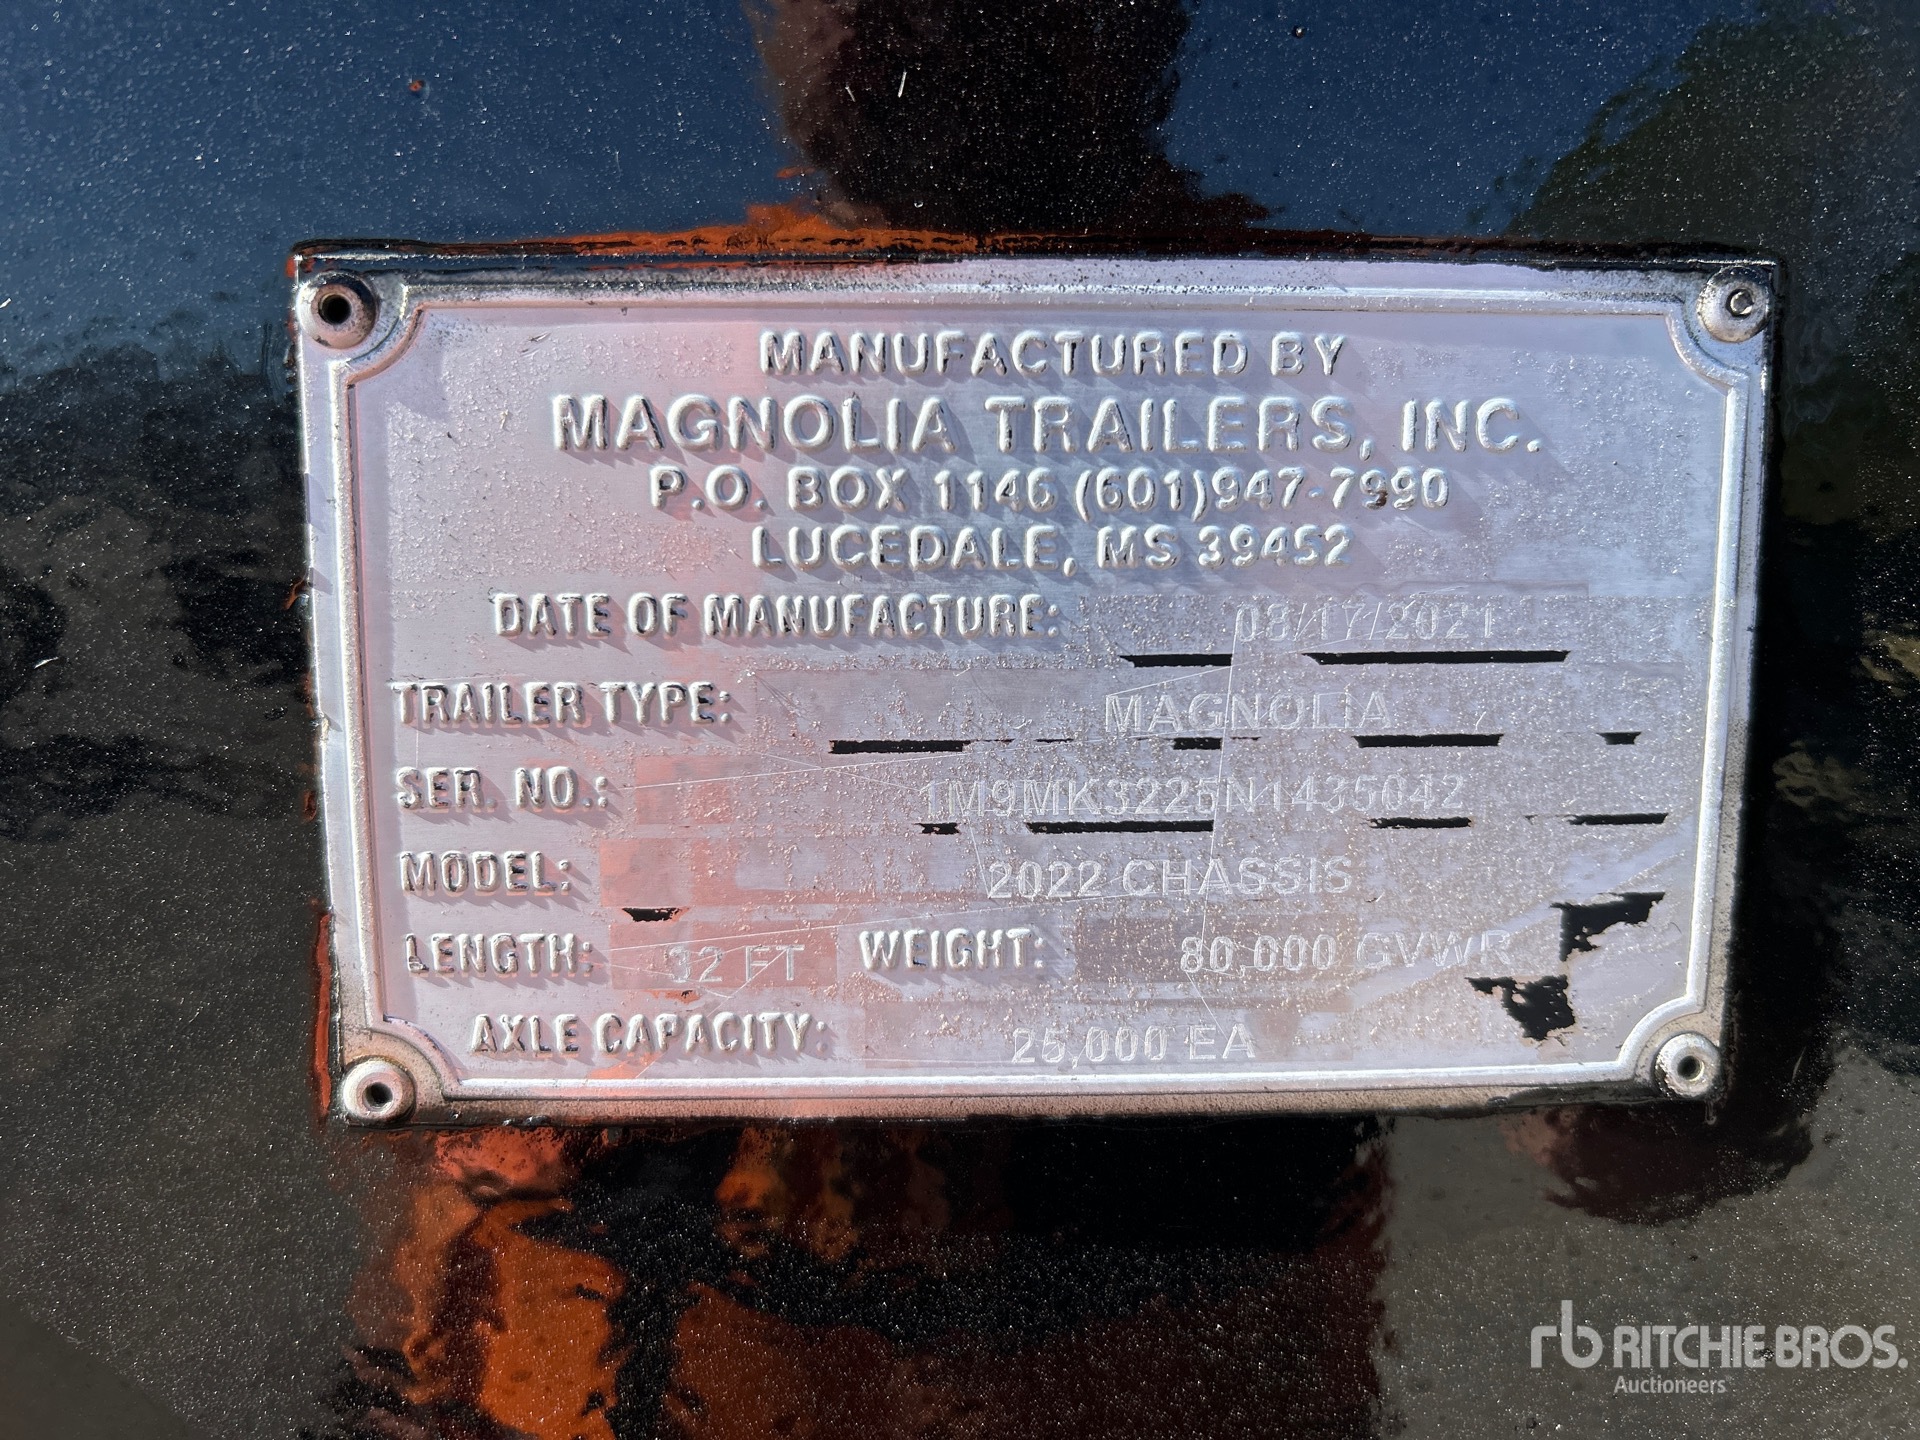 MANUFACTURED BY
MAGNOLIA TRAILERS, INC.
P.O. BOX 1146 (601)947-7990
LUCEDALE, MS 39452
DATE OF MANUFACTURE: 08/17/2021
TRAILER TYPE: MAGNOLIA
SER. NO.: 1M9MK3225N1435042
MODEL: 2022 CHASSIS
LENGTH: 32 FT WEIGHT: 80,000 GVWR
AXLE CAPACITY: 25,000 EA
rb RITCHIE BROS.
Auctioneers